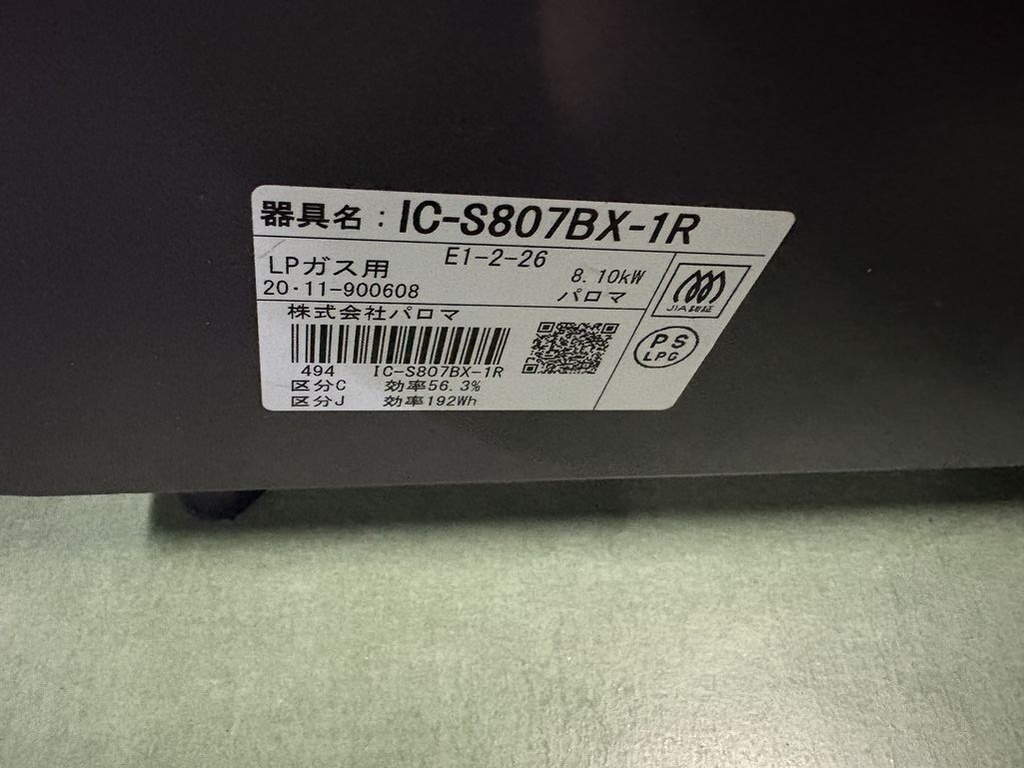 器具名：IC-S807BX-1R
LPガス用 E1-2-26 8.10kW
20・11-900608 パロマ
JIA認証
株式会社パロマ
PS
LPG
494 IC-S807BX-1R
区分C 効率56.3%
区分J 効率192Wh